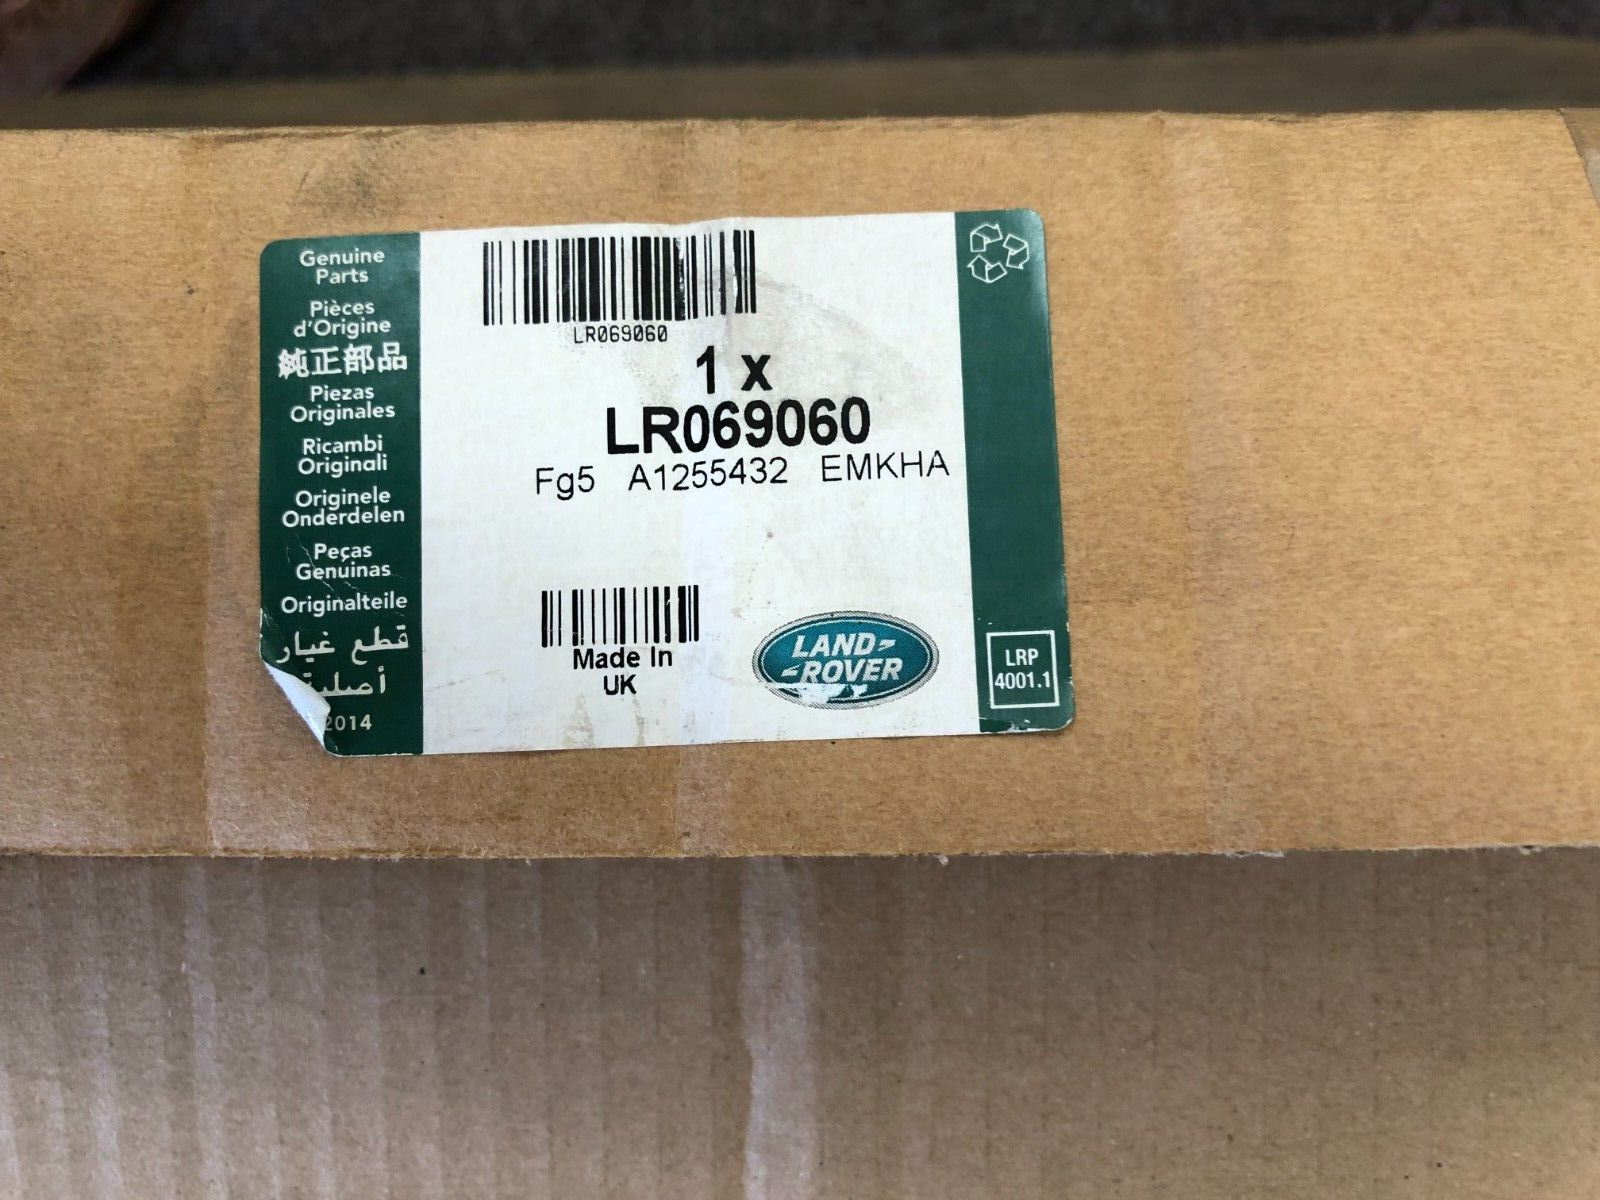 Genuine
Parts
Pièces
d'Origine
純正部品
Piezas
Originales
Ricambi
Originali
Originele
Onderdelen
Peças
Genuinas
Originalteile
قطع غيار
أصلية
2014
LR069060
1 x
LR069060
Fg5 A1255432 EMKHA
Made In
UK
LAND
ROVER
LRP
4001.1